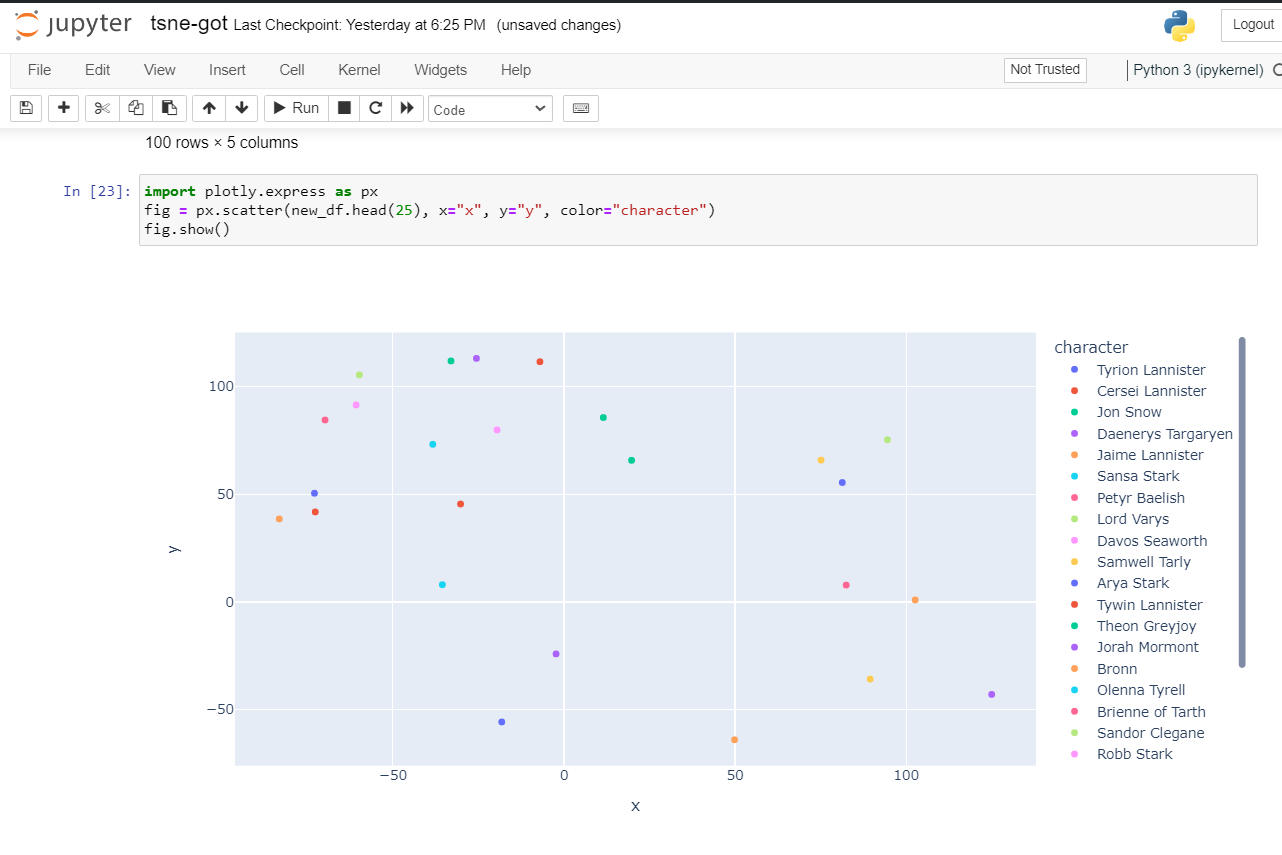 jupyter tsne-got Last Checkpoint: Yesterday at 6:25 PM (unsaved changes) Logout
File Edit View Insert Cell Kernel Widgets Help Not Trusted Python 3 (ipykernel)
Run Code
100 rows × 5 columns
In [23]: import plotly.express as px
fig = px.scatter(new_df.head(25), x="x", y="y", color="character")
fig.show()
character
Tyrion Lannister
Cersei Lannister
Jon Snow
Daenerys Targaryen
Jaime Lannister
Sansa Stark
Petyr Baelish
Lord Varys
Davos Seaworth
Samwell Tarly
Arya Stark
Tywin Lannister
Theon Greyjoy
Jorah Mormont
Bronn
Olenna Tyrell
Brienne of Tarth
Sandor Clegane
Robb Stark
100
50
0
−50
y
−50 0 50 100
x